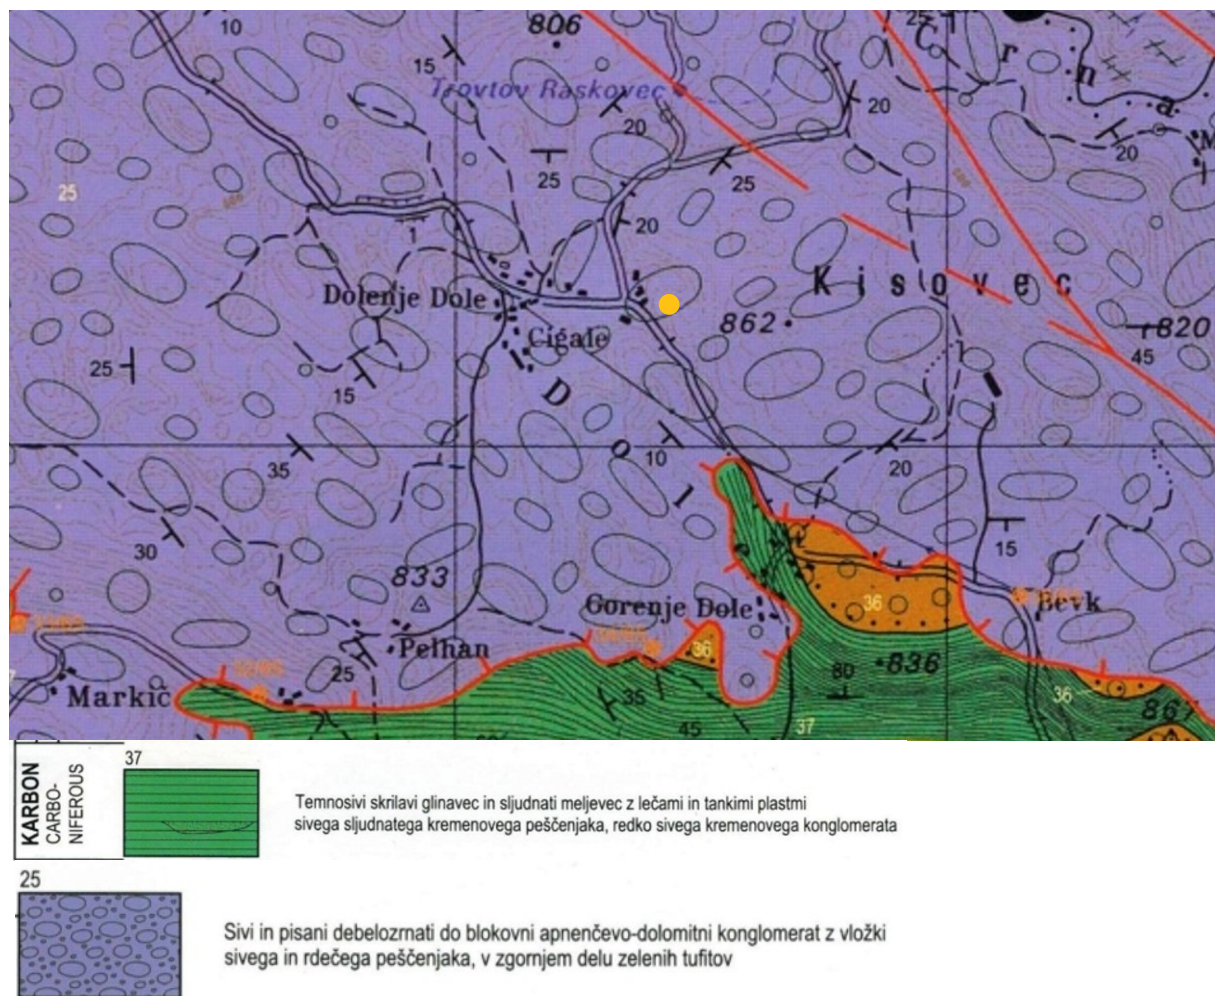 10
806
25
C
r
n
a
15
Trovtov Raskovec
20
20
25
25
20
M
25
20
1
Kisovec
Dolenje Dole
862
820
Cigale
45
25
15
D
o
l
10
35
20
30
15
833
Gorenje Dole
36
Bevk
Pelhan
36
25
80
836
Markič
35
36
867
45
37
KARBON
CARBO-
NIFEROUS
37
Temnosivi skrilavi glinavec in sljudnati meljevec z lečami in tankimi plastmi
sivega sljudnatega kremenovega peščenjaka, redko sivega kremenovega konglomerata
25
Sivi in pisani debelozrnati do blokovni apnenčevo-dolomitni konglomerat z vložki
sivega in rdečega peščenjaka, v zgornjem delu zelenih tufitov